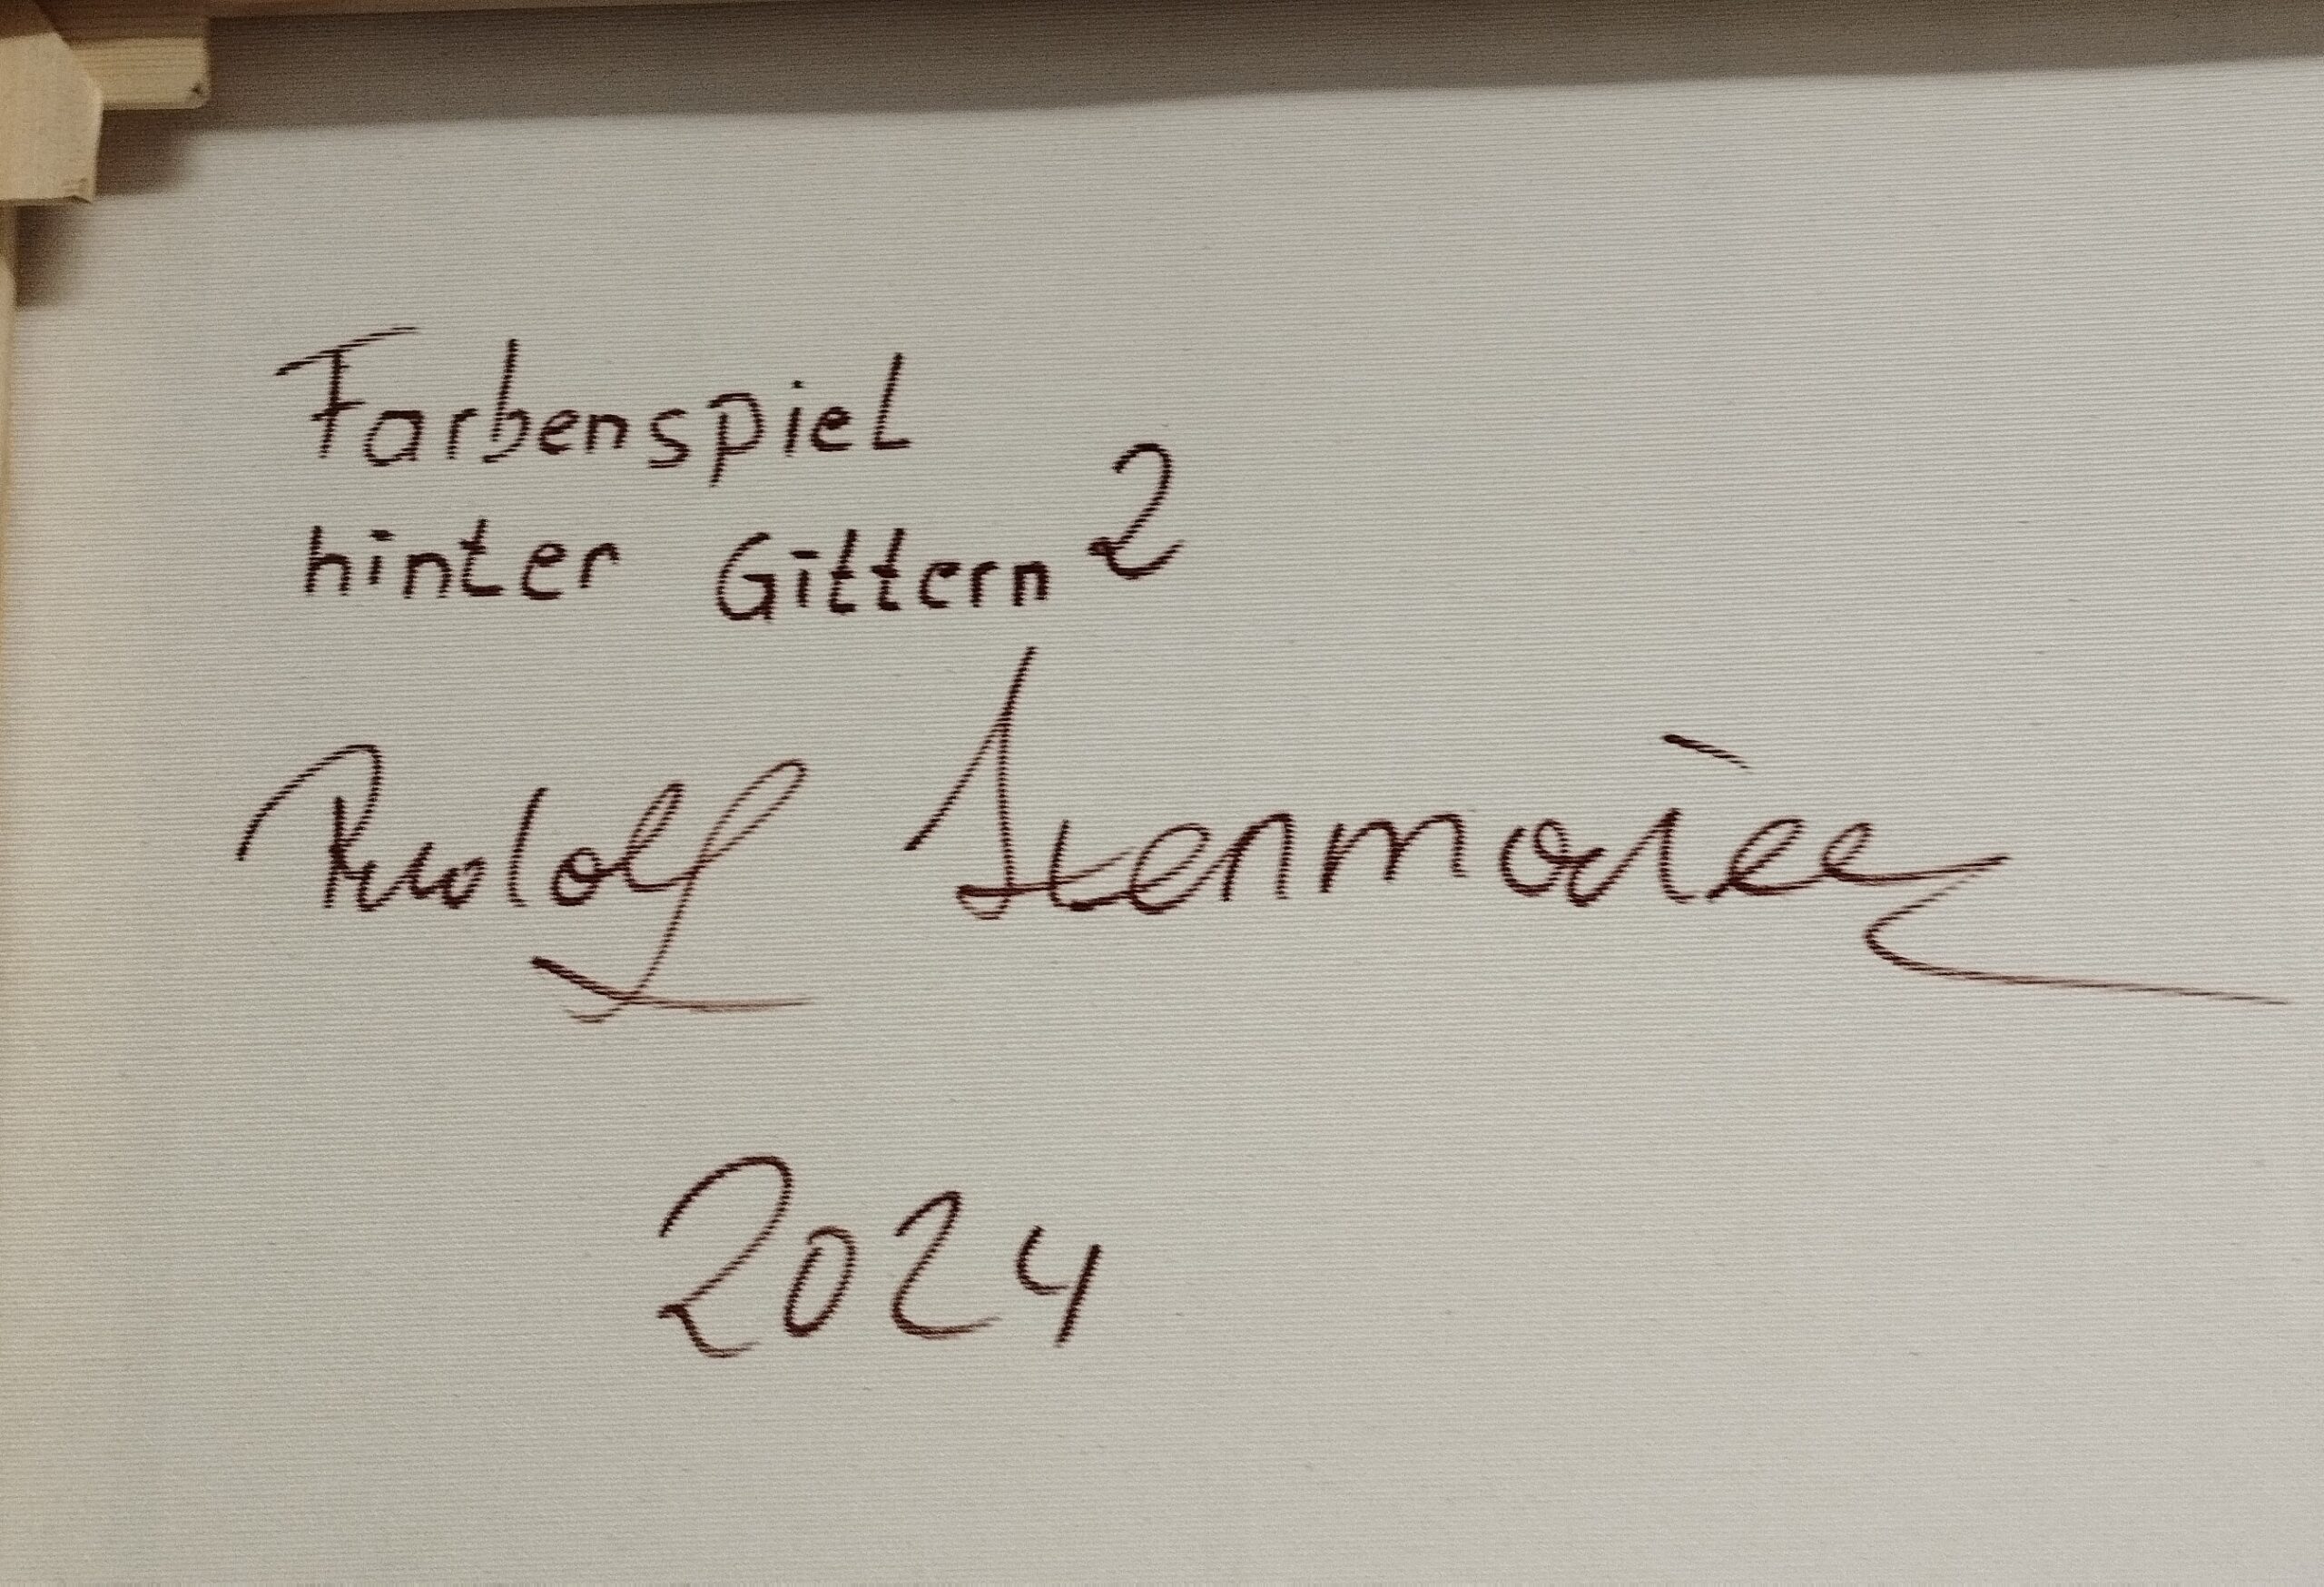 Farbenspiel
hinter Gittern 2
Rudolf
2024